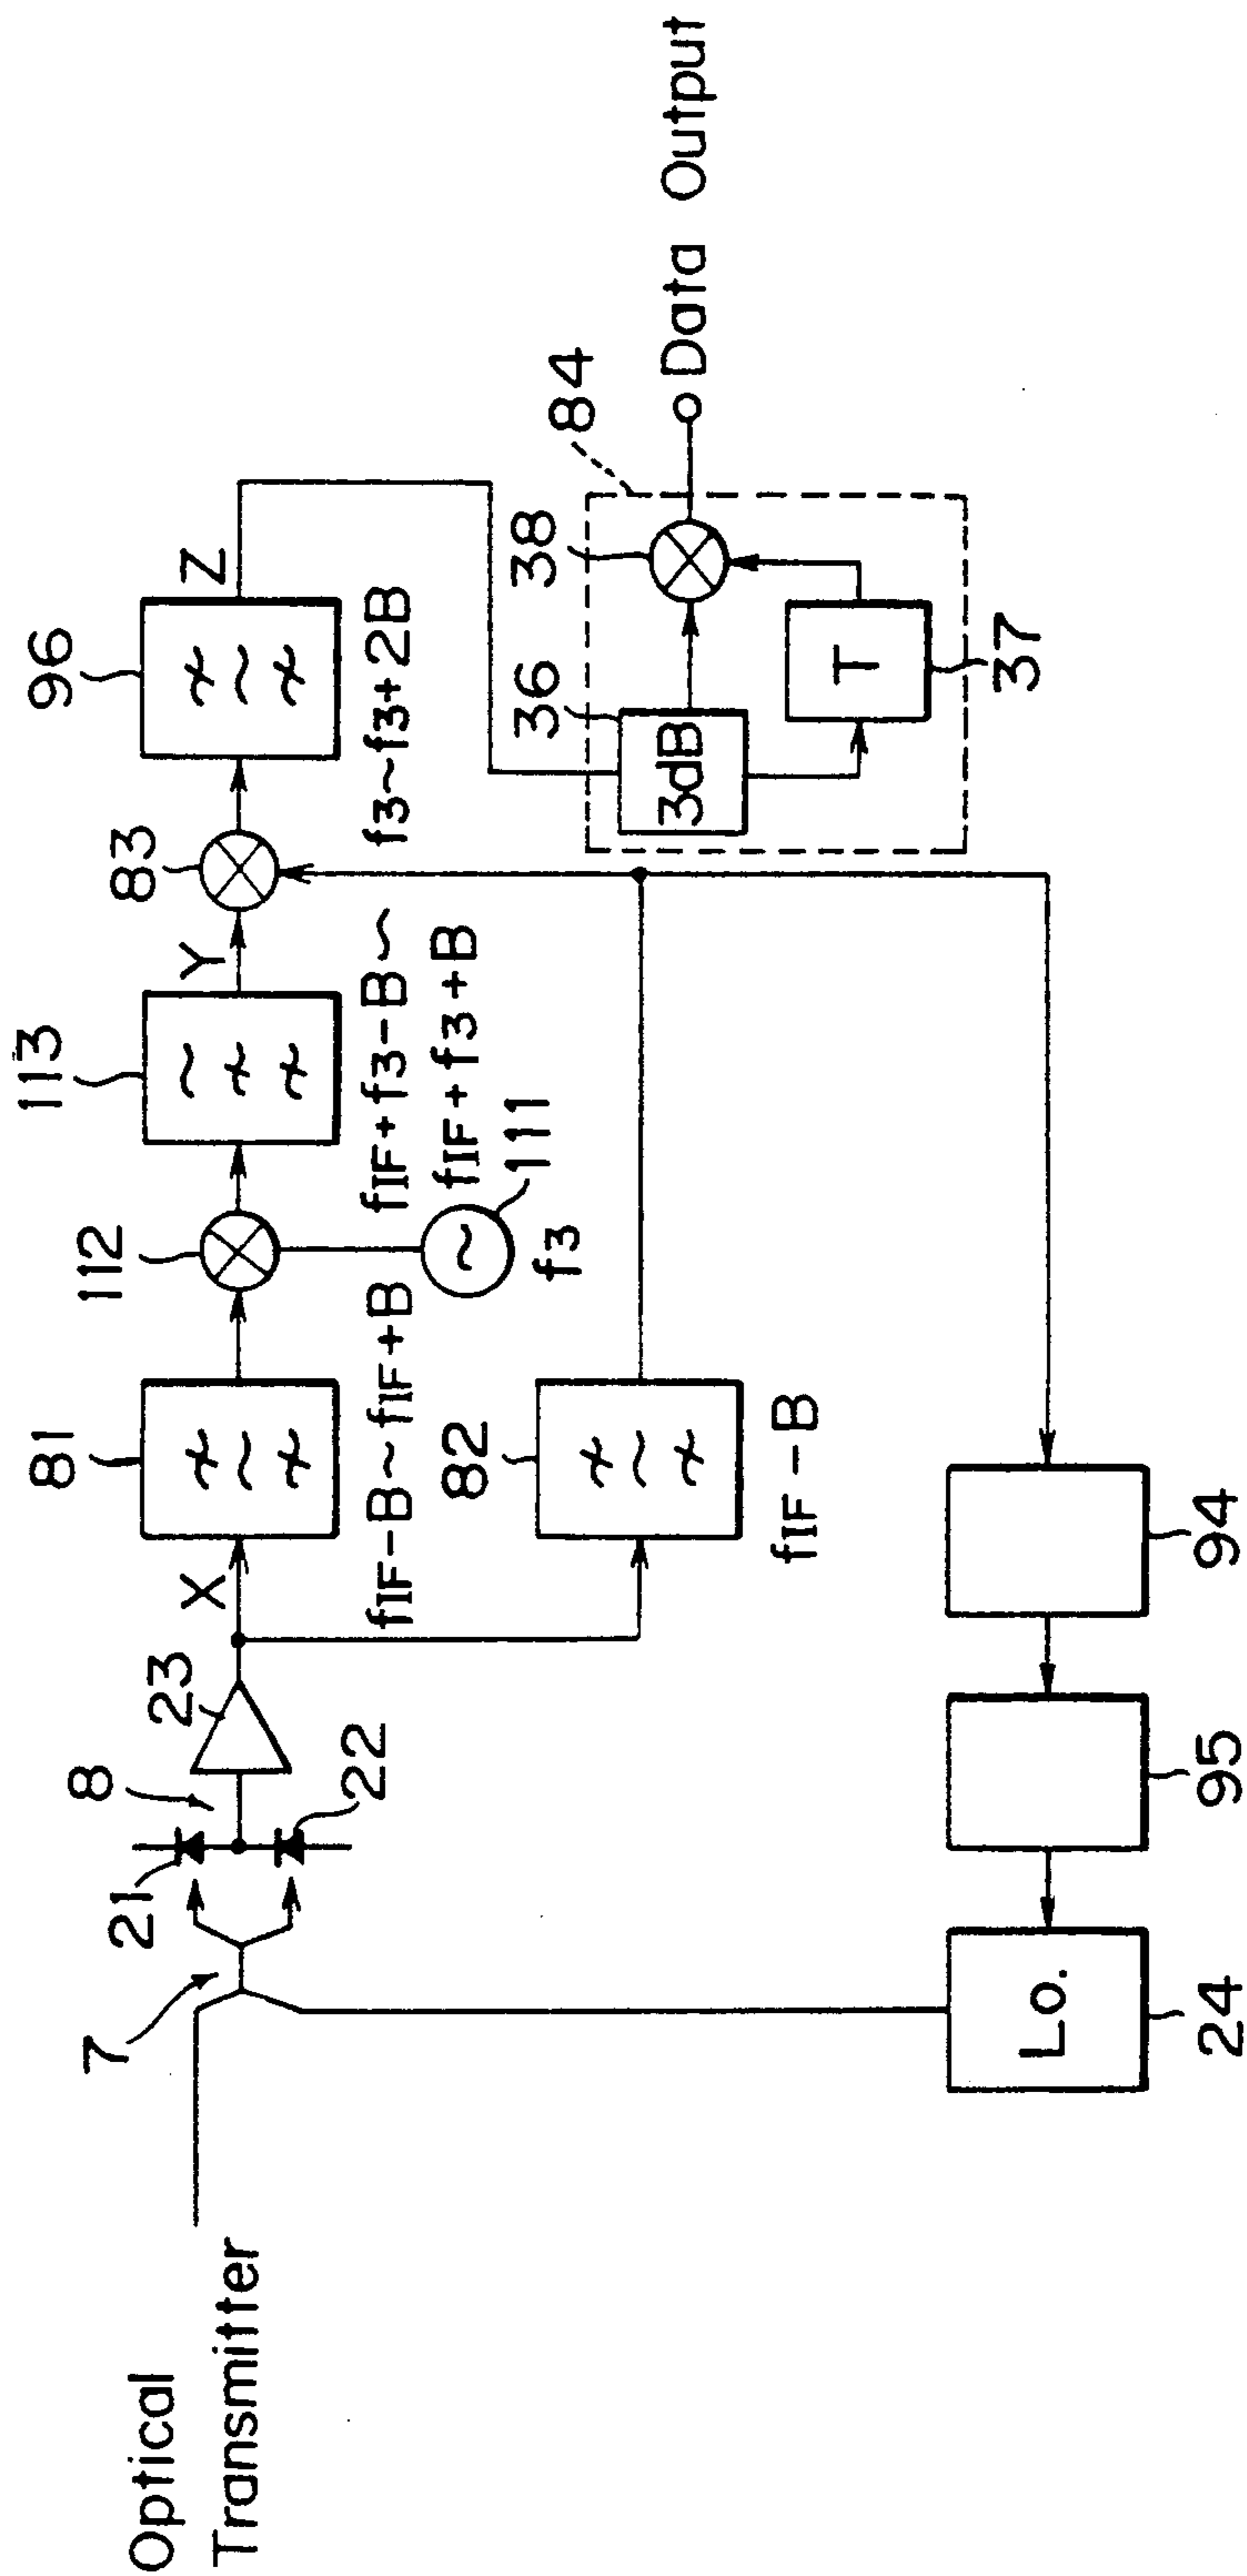 Optical
Transmitter
7
21
8
22
23
X
81
fIF-B~fIF+B
112
111
f3
113
fIF+f3-B~
fIF+f3+B
Y
83
96
f3~f3+2B
Z
82
fIF-B
84
36
3dB
38
T
37
Data Output
Lo.
24
95
94